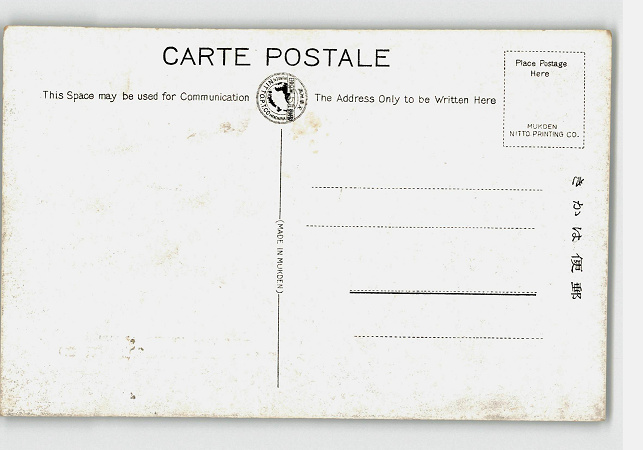 CARTE POSTALE
This Space may be used for Communication
The Address Only to be Written Here
Place Postage
Here
MUKDEN
NITTO PRINTING CO.
(MADE IN MUKDEN)
きかは便郵